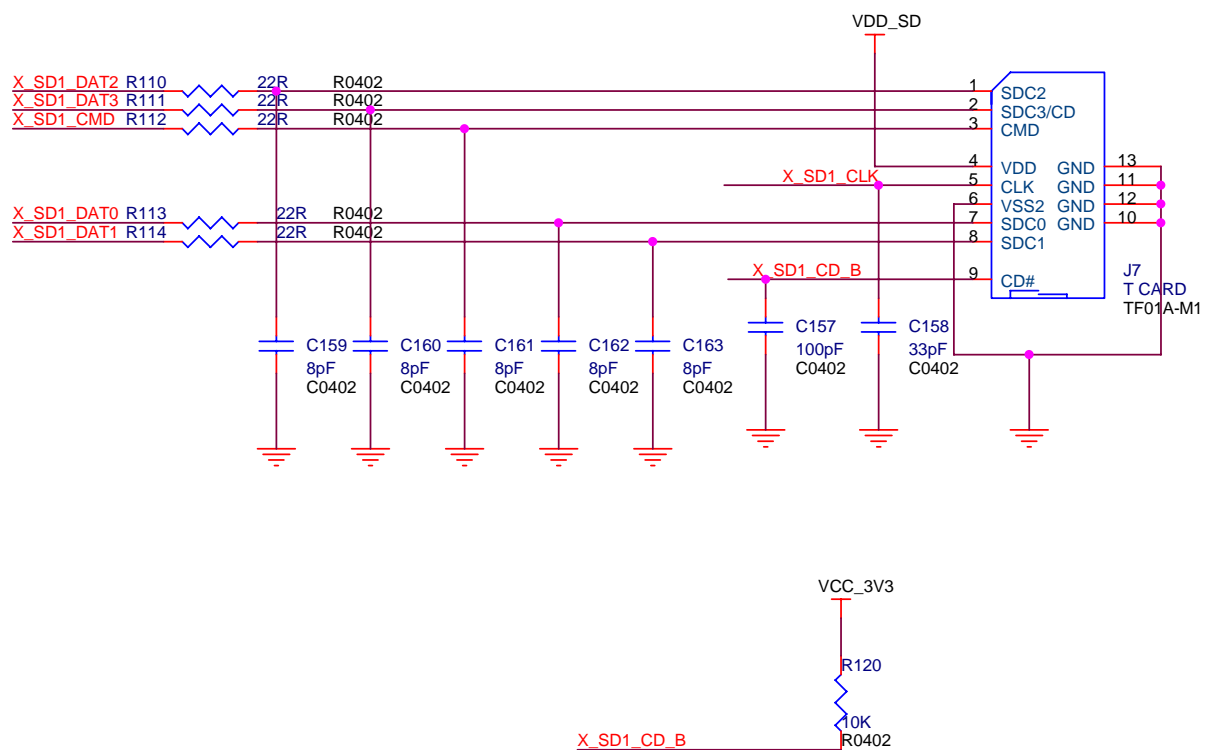 VDD_SD
X_SD1_DAT2 R110 22R R0402
X_SD1_DAT3 R111 22R R0402
X_SD1_CMD R112 22R R0402
1 SDC2
2 SDC3/CD
3 CMD
4 VDD GND 13
X_SD1_CLK 5 CLK GND 11
6 VSS2 GND 12
X_SD1_DAT0 R113 22R R0402 7 SDC0 GND 10
X_SD1_DAT1 R114 22R R0402 8 SDC1
X_SD1_CD_B 9 CD#
J7
T CARD
TF01A-M1
C157
100pF
C0402
C158
33pF
C0402
C159
8pF
C0402
C160
8pF
C0402
C161
8pF
C0402
C162
8pF
C0402
C163
8pF
C0402
VCC_3V3
R120
10K
X_SD1_CD_B R0402